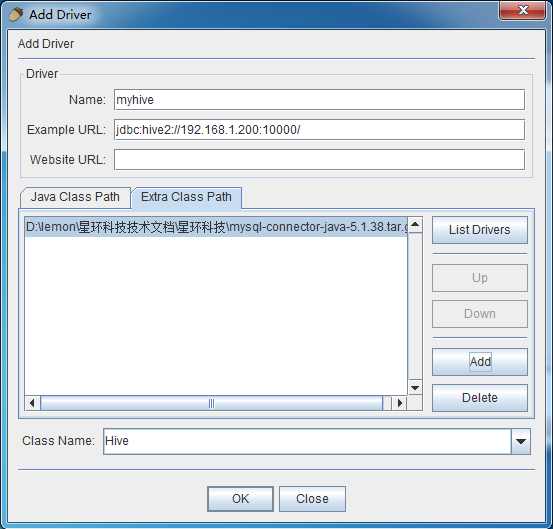 Add Driver
Add Driver
Driver
Name: myhive
Example URL: jdbc:hive2://192.168.1.200:10000/
Website URL:
Java Class Path Extra Class Path
D:\lemon\星环科技技术文档\星环科技\mysql-connector-java-5.1.38.tar.g
List Drivers
Up
Down
Add
Delete
Class Name: Hive
OK Close